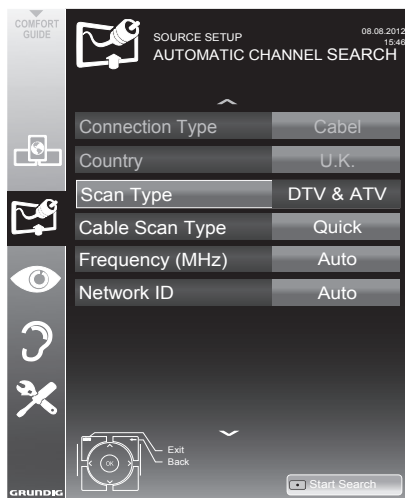 COMFORT
GUIDE
SOURCE SETUP
08.08.2012
15:46
AUTOMATIC CHANNEL SEARCH
Connection Type Cabel
Country U.K.
Scan Type DTV & ATV
Cable Scan Type Quick
Frequency (MHz) Auto
Network ID Auto
OK
Exit
Back
GRUNDIG
Start Search